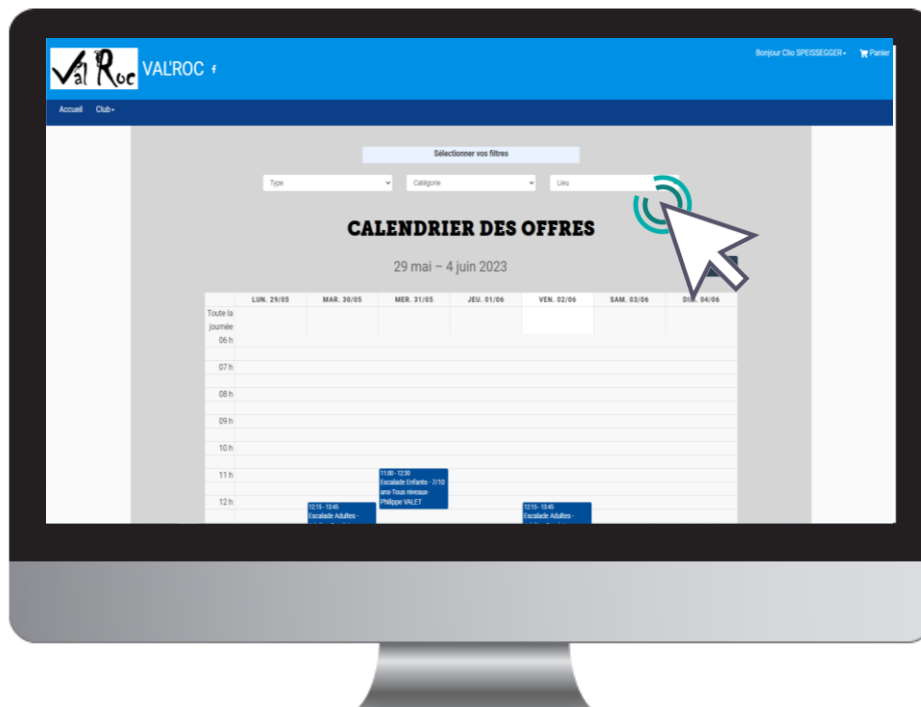 Val Roc
VAL'ROC f
Bonjour Clio SPEISSEGGER
Panier
Accueil Club
Sélectionner vos filtres
Type Catégorie Lieu
CALENDRIER DES OFFRES
29 mai – 4 juin 2023
LUN. 29/05 MAR. 30/05 MER. 31/05 JEU. 01/06 VEN. 02/06 SAM. 03/06 DIM. 04/06
Toute la
journée
06 h
07 h
08 h
09 h
10 h
11 h
11:00 - 12:30
Escalade Enfants - 7/10
ans-Tous niveaux-
Philippe VALET
12 h
12:15 - 13:45
Escalade Adultes -
12:15 - 13:45
Escalade Adultes -